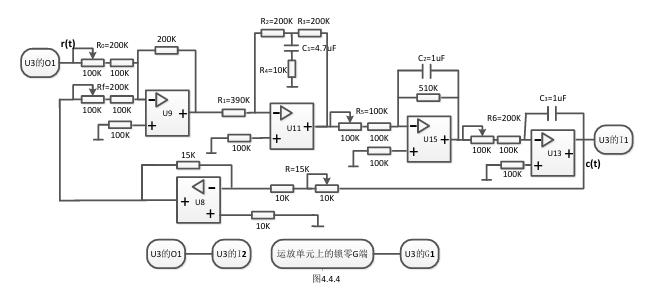 R₂=200K R₃=200K
r(t) R₀=200K 200K
U3的O1
C₁=4.7uF
C₂=1uF
100K 100K
Rf=200K
R₄=10K
510K
R₁=390K
R₅=100K
C₃=1uF
R6=200K
100K 100K
U9
U11
U15
U13
U3的I1
100K 100K
100K 100K
100K
100K
100K
100K
c(t)
15K
R=15K
U8
10K 10K
10K
U3的O1
U3的I2
运放单元上的锁零G端
U3的G1
图4.4.4